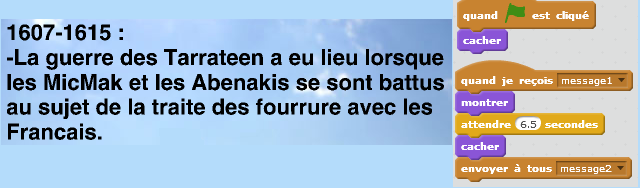 1607-1615 :
-La guerre des Tarrateen a eu lieu lorsque
les MicMak et les Abenakis se sont battus
au sujet de la traite des fourrure avec les
Francais.
quand est cliqué
cacher
quand je reçois message1
montrer
attendre 6.5 secondes
cacher
envoyer à tous message2